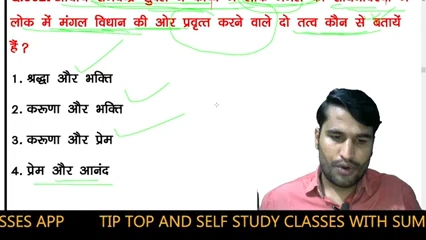 लोक में मंगल विधान की ओर प्रवृत्त करने वाले दो तत्व कौन से बतायें
हैं ?
1. श्रद्धा और भक्ति
2. करूणा और भक्ति
3. करूणा और प्रेम
4. प्रेम और आनंद
SSES APP TIP TOP AND SELF STUDY CLASSES WITH SUM